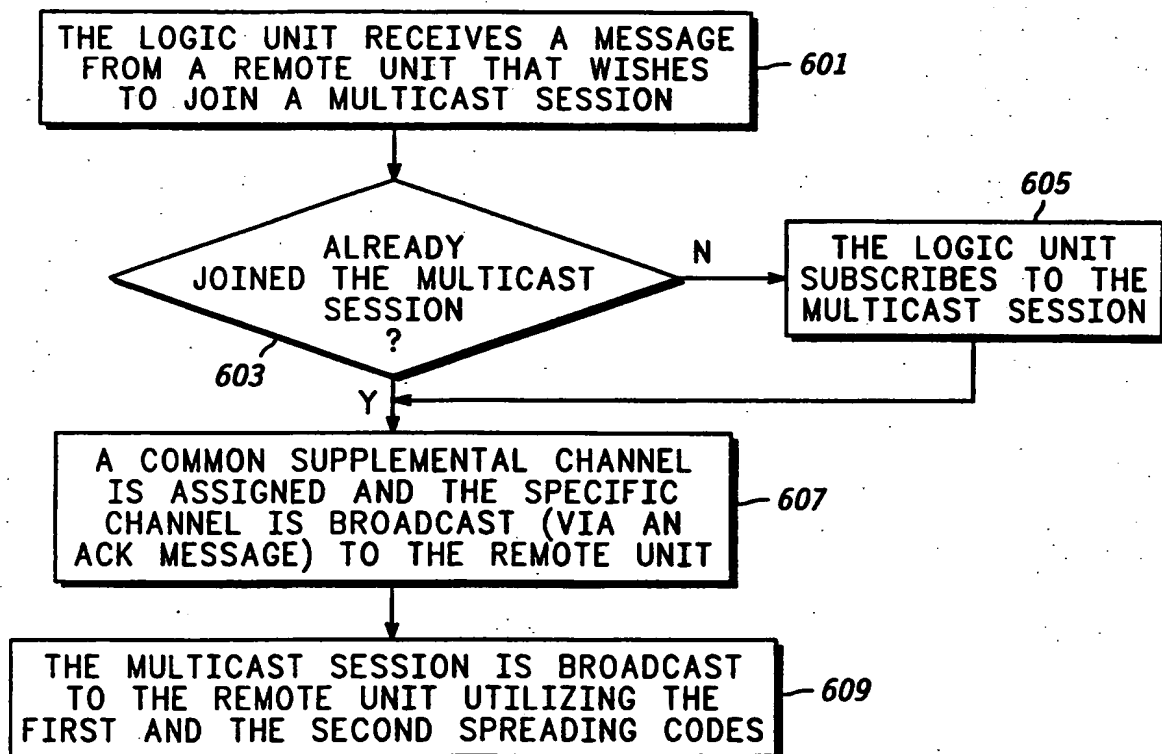 THE LOGIC UNIT RECEIVES A MESSAGE
FROM A REMOTE UNIT THAT WISHES
TO JOIN A MULTICAST SESSION
601
ALREADY
JOINED THE MULTICAST
SESSION
?
603
N
605
THE LOGIC UNIT
SUBSCRIBES TO THE
MULTICAST SESSION
Y
A COMMON SUPPLEMENTAL CHANNEL
IS ASSIGNED AND THE SPECIFIC
CHANNEL IS BROADCAST (VIA AN
ACK MESSAGE) TO THE REMOTE UNIT
607
THE MULTICAST SESSION IS BROADCAST
TO THE REMOTE UNIT UTILIZING THE
FIRST AND THE SECOND SPREADING CODES
609